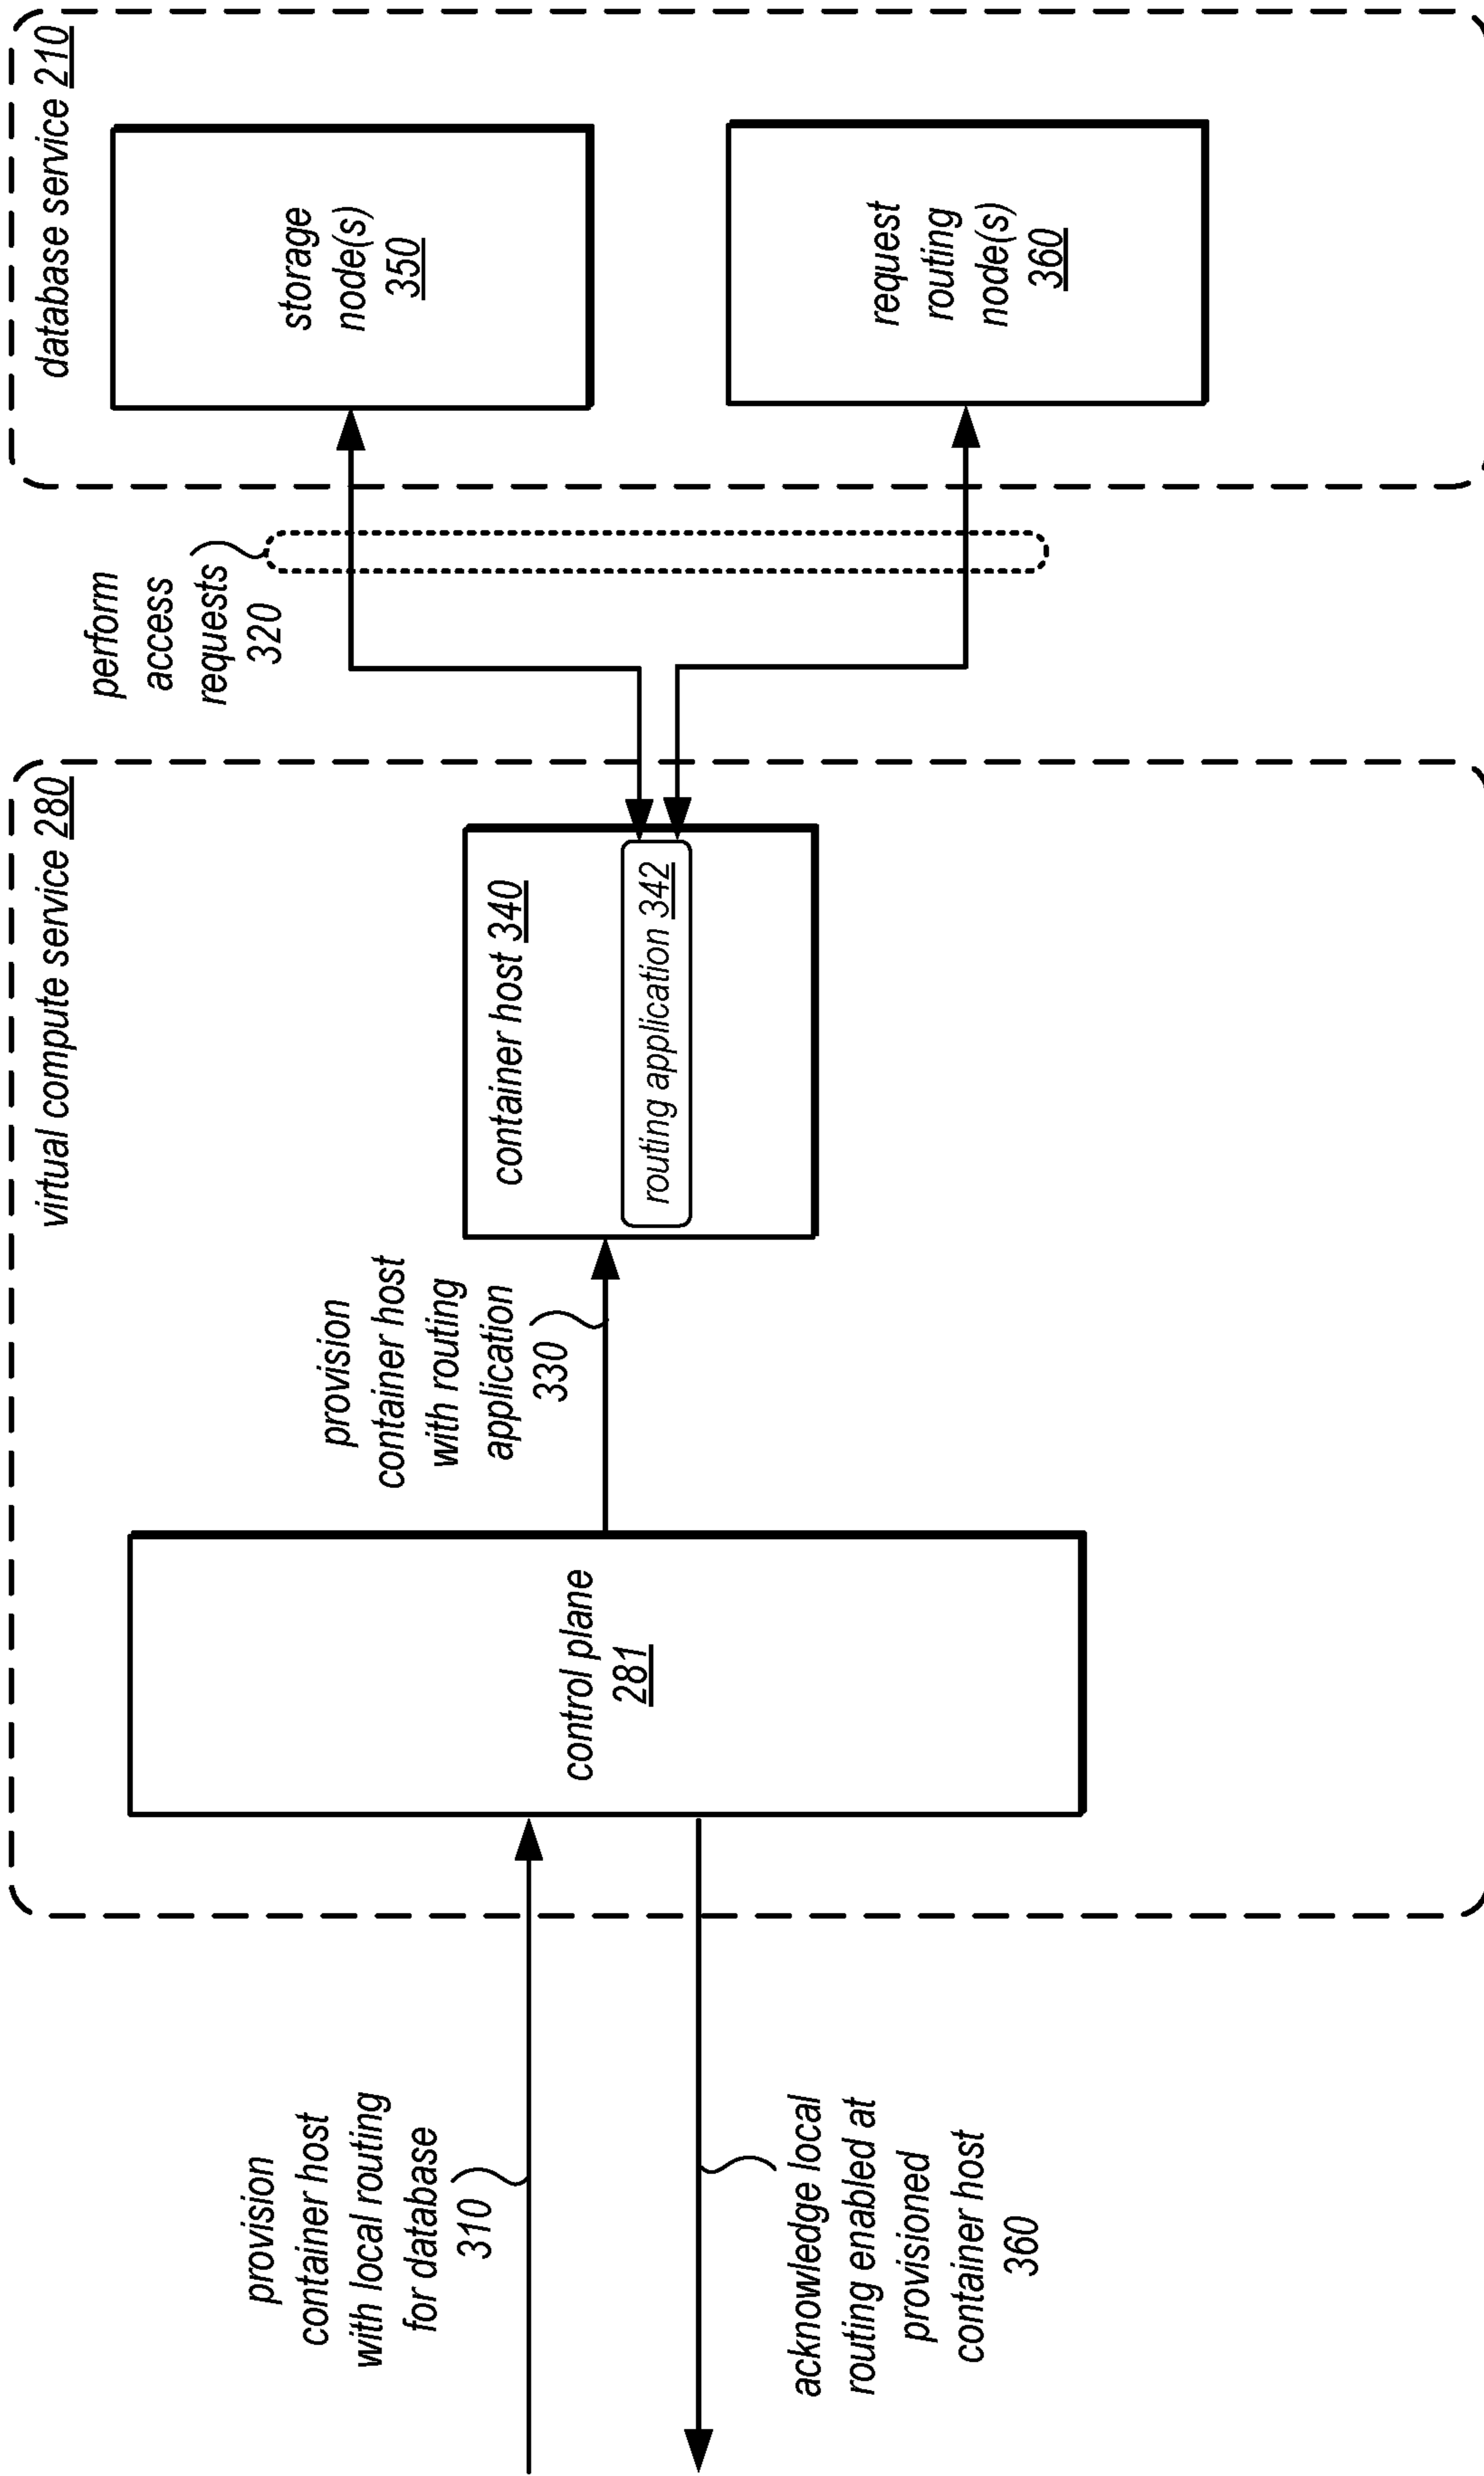 virtual compute service 280
database service 210
provision
container host
with local routing
for database
310
acknowledge local
routing enabled at
provisioned
container host
360
control plane
281
provision
container host
with routing
application
330
container host 340
routing application 342
perform
access
requests
320
storage
node(s)
350
request
routing
node(s)
360